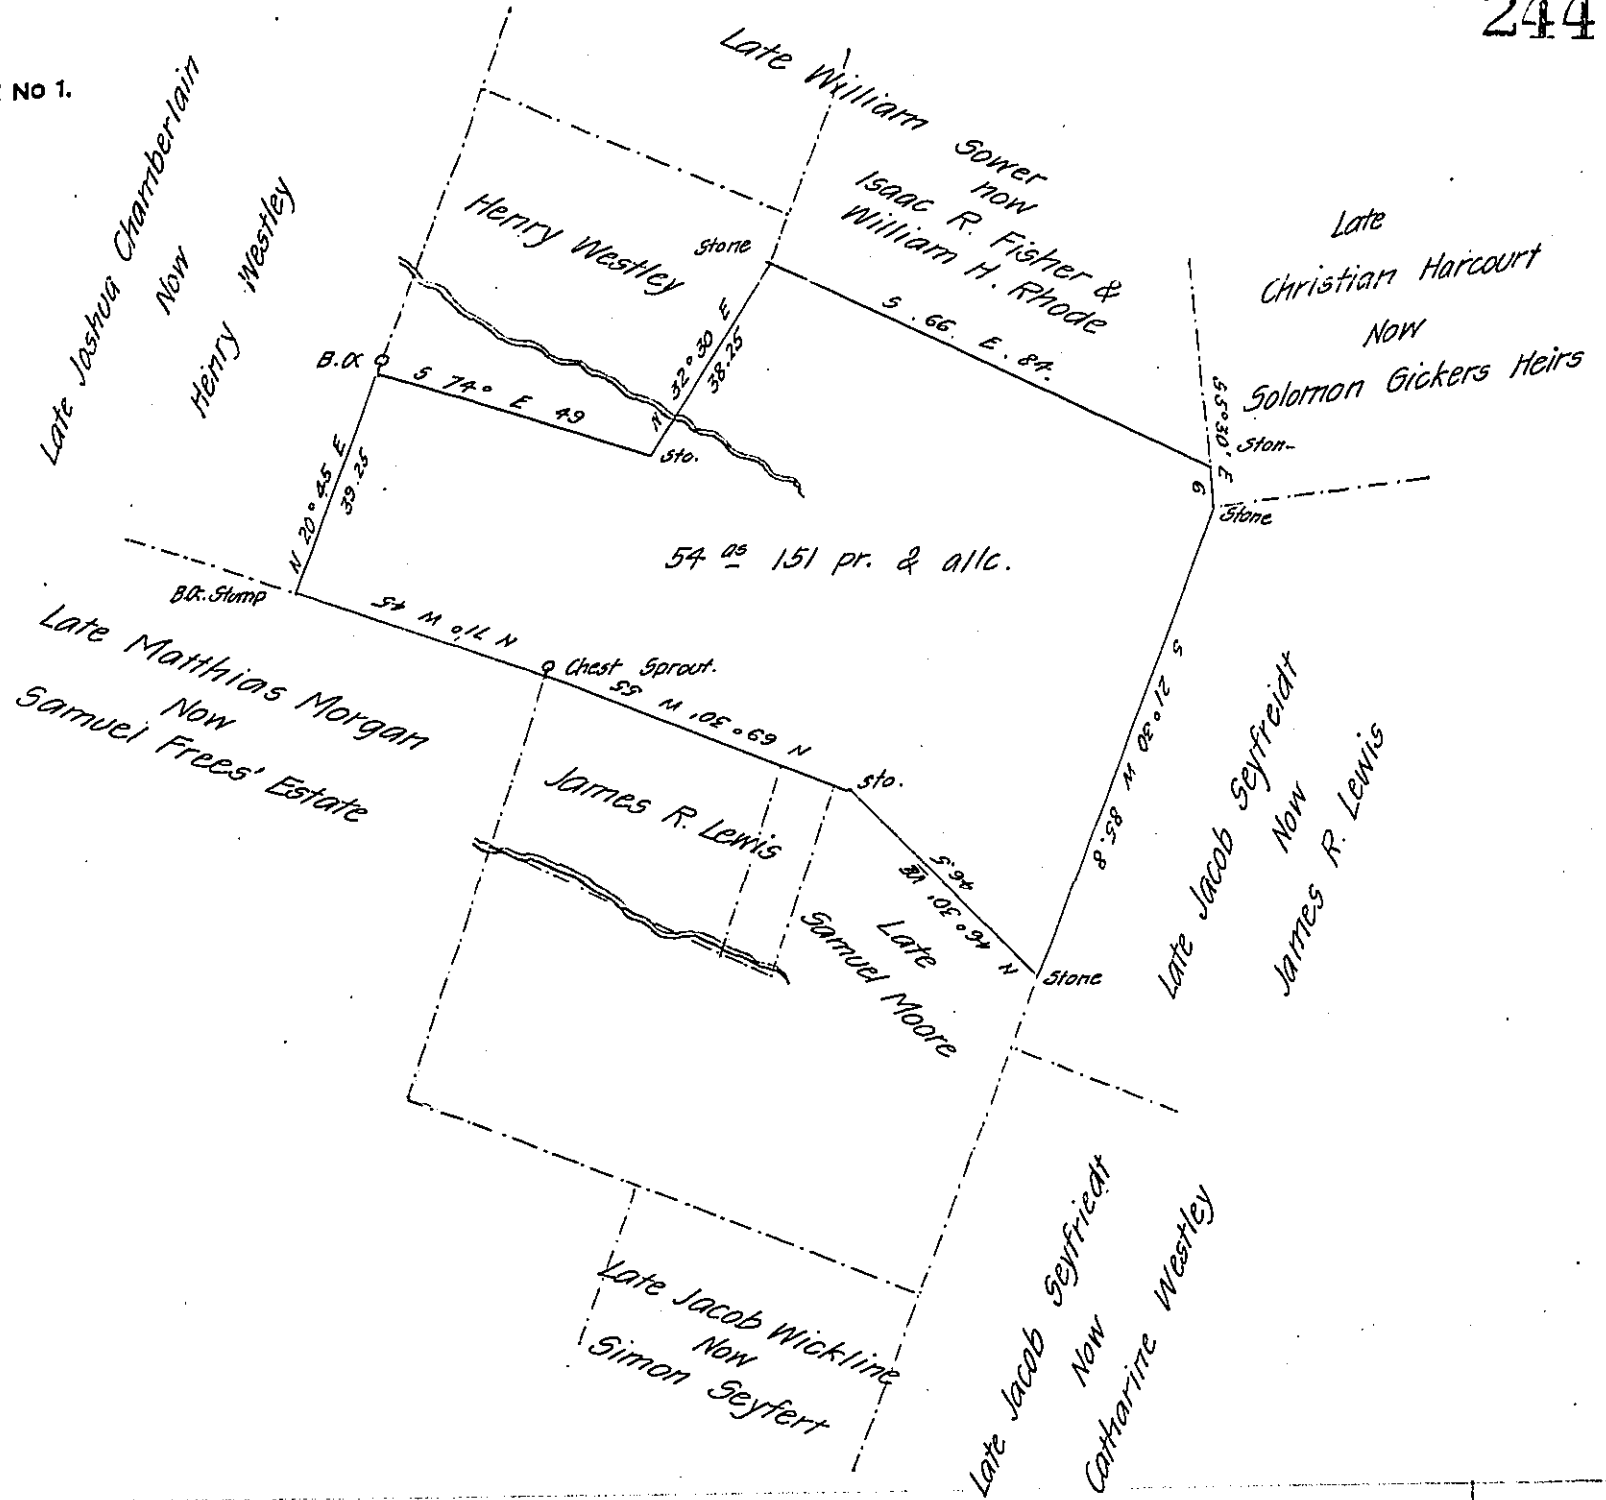 244
No 1.
Late Joshua Chamberlain
Now
Henry Westley
Henry Westley
Late William Sower
now
Isaac R. Fisher &
William H. Rhode
Late
Christian Harcourt
Now
Solomon Gickers Heirs
Stone
S. 66. E. 84.
S 5°30' E 6
Ston-
Stone
B.O.
S 74° E 49
Sto.
N 32° 30 E
38.25
N 20° 45 E
39.25
54 as 151 pr. & allc.
B.O. Stump
N 71° W 45
Chest Sprout.
N 69° 30' W 55
Sto.
N 46° 30' W
46.5
Stone
S 21° 30 W 85.8
Late Matthias Morgan
Now
Samuel Frees' Estate
James R. Lewis
Late
Samuel Moore
Late Jacob Seyfreidt
Now
James R. Lewis
Late Jacob Wickline
Now
Simon Seyfert
Late Jacob Seyfriedt
Now
Catharine Westley